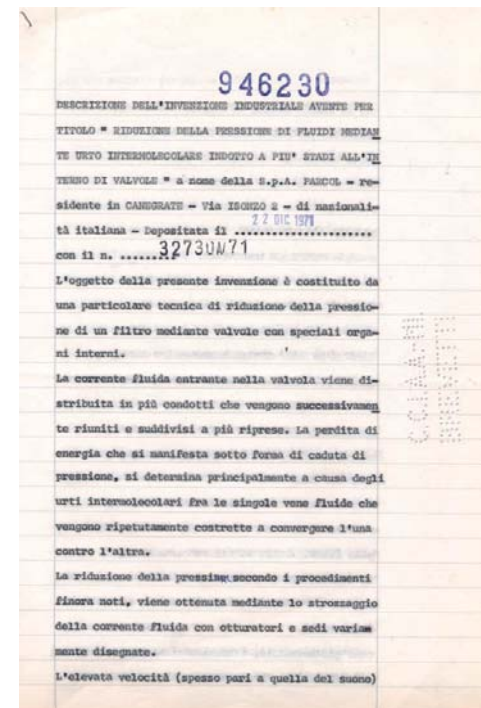 946230
DESCRIZIONE DELL'INVENZIONE INDUSTRIALE AVENTE PER
TITOLO " RIDUZIONE DELLA PRESSIONE DI FLUIDI MEDIAN
TE URTO INTERMOLECOLARE INDOTTO A PIU' STADI ALL'IN
TERNO DI VALVOLE " a nome della S.p.A. PARCOL - re-
sidente in CANEGRATE - Via ISONZO 2 - di nazionali-
tà italiana - Depositata il ......................
22 DIC 1971
con il n. ........
3273UN71
L'oggetto della presente invenzione è costituito da
una particolare tecnica di riduzione della pressio-
ne di un filtro mediante valvole con speciali orga-
ni interni.
La corrente fluida entrante nella valvola viene di-
stribuita in più condotti che vengono successivamen
te riuniti e suddivisi a più riprese. La perdita di
energia che si manifesta sotto forma di caduta di
pressione, si determina principalmente a causa degli
urti intermolecolari fra le singole vene fluide che
vengono ripetutamente costrette a convergere l'una
contro l'altra.
La riduzione della pressine secondo i procedimenti
finora noti, viene ottenuta mediante lo strozzaggio
della corrente fluida con otturatori e sedi varia
mente disegnate.
L'elevata velocità (spesso pari a quella del suono)
C.C.I.A.A.-MI.
BREVETTI